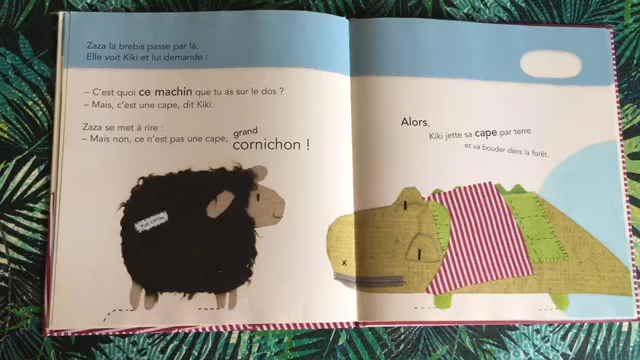 Zaza la brebis passe par là.
Elle voit Kiki et lui demande :
– C'est quoi ce machin que tu as sur le dos ?
– Mais, c'est une cape, dit Kiki.
Zaza se met à rire :
– Mais non, ce n'est pas une cape, grand cornichon !
Alors,
Kiki jette sa cape par terre
et va bouder dans la forêt.